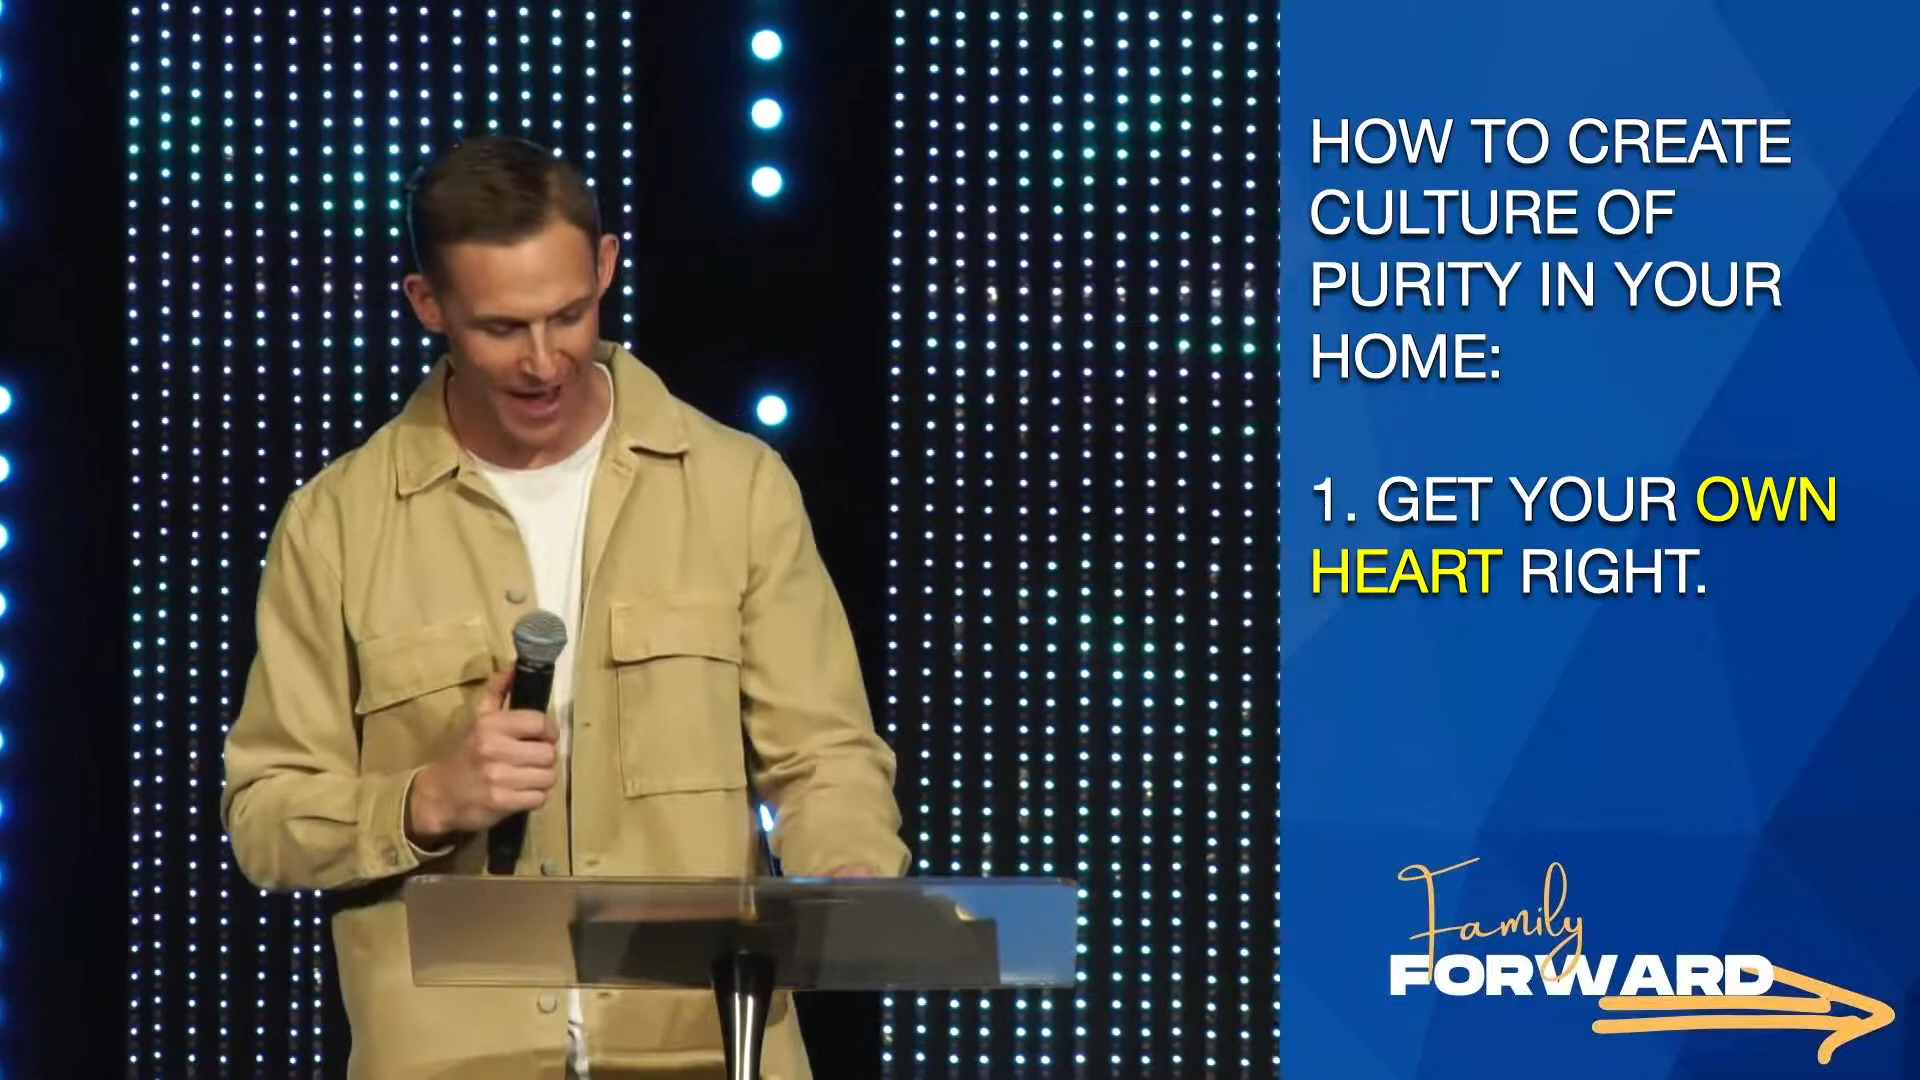 HOW TO CREATE
CULTURE OF
PURITY IN YOUR
HOME:
1. GET YOUR OWN
HEART RIGHT.
Family
FORWARD